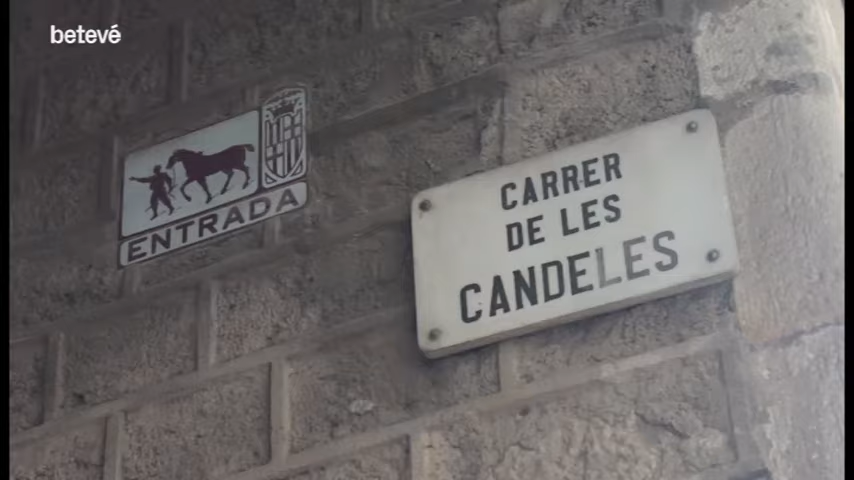 betevé
ENTRADA
CARRER
DE LES
CANDELES